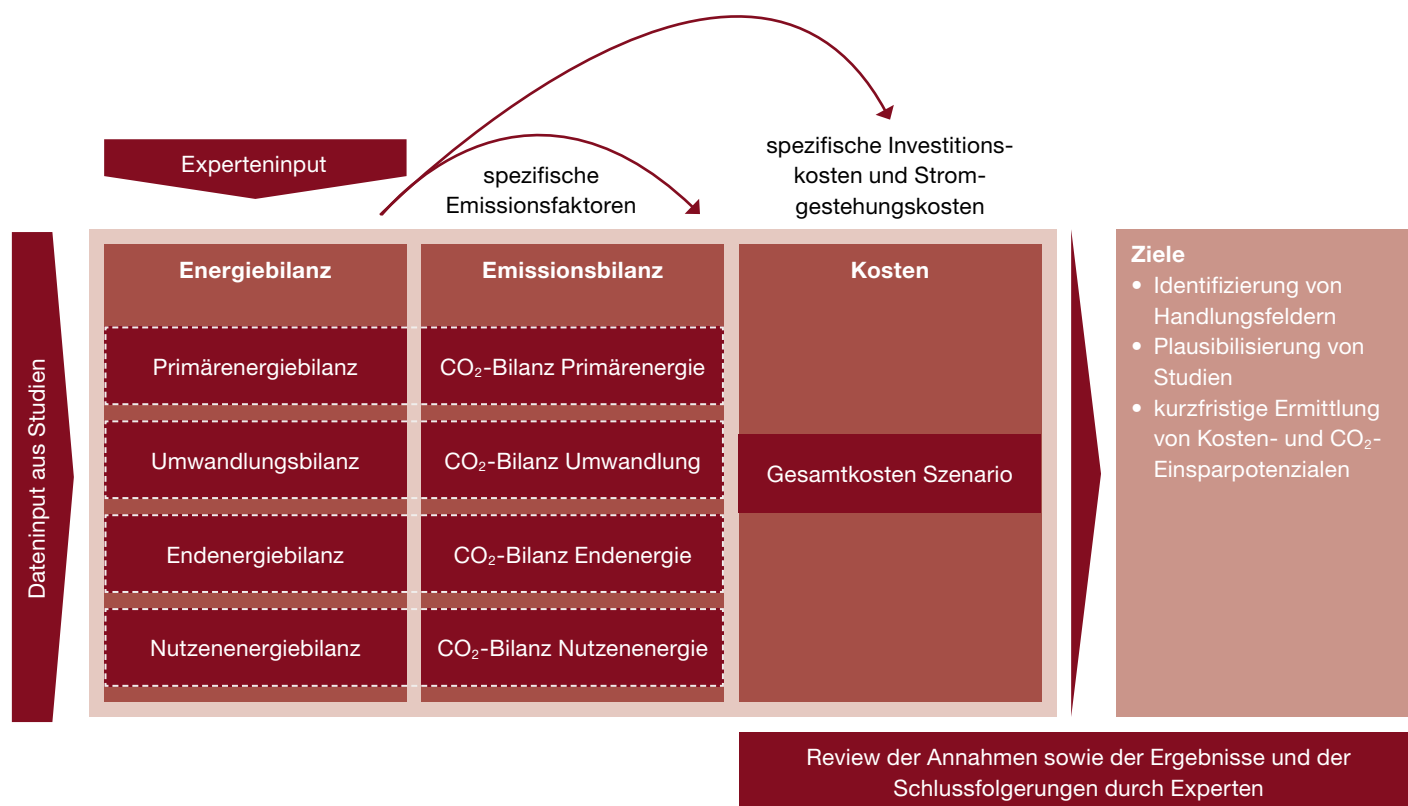 Experteninput
spezifische
Emissionsfaktoren
spezifische Investitions-
kosten und Strom-
gestehungskosten
Dateninput aus Studien
Energiebilanz
Primärenergiebilanz
Umwandlungsbilanz
Endenergiebilanz
Nutzenenergiebilanz
Emissionsbilanz
CO₂-Bilanz Primärenergie
CO₂-Bilanz Umwandlung
CO₂-Bilanz Endenergie
CO₂-Bilanz Nutzenenergie
Kosten
Gesamtkosten Szenario
Ziele
• Identifizierung von
Handlungsfeldern
• Plausibilisierung von
Studien
• kurzfristige Ermittlung
von Kosten- und CO₂-
Einsparpotenzialen
Review der Annahmen sowie der Ergebnisse und der
Schlussfolgerungen durch Experten